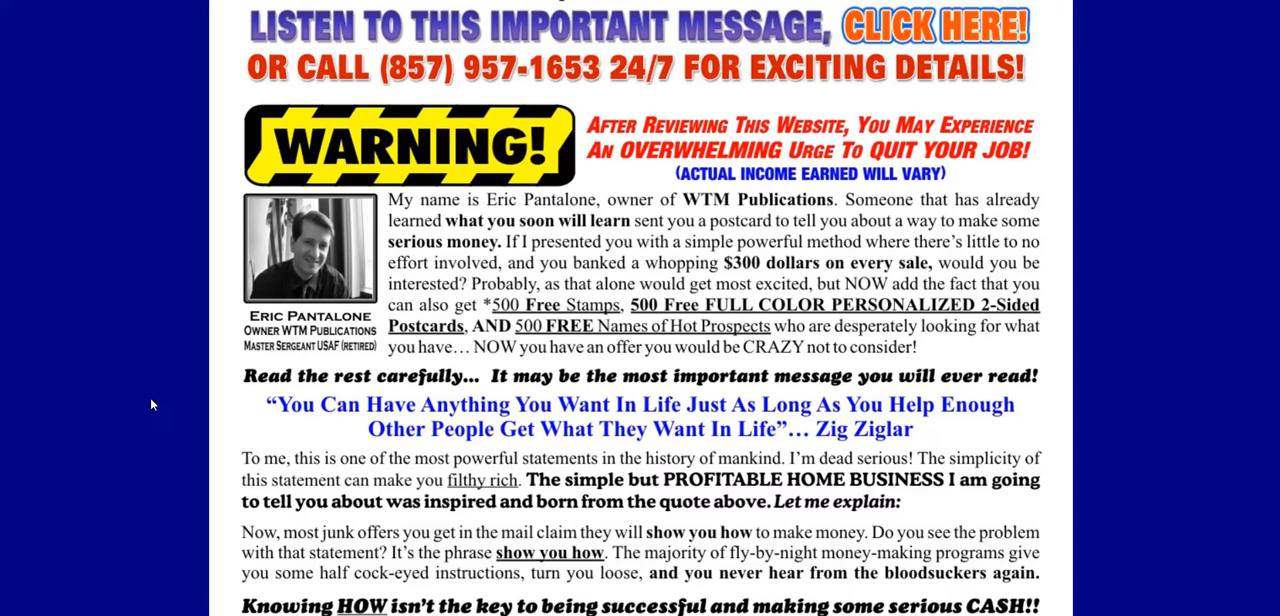 LISTEN TO THIS IMPORTANT MESSAGE, CLICK HERE!
OR CALL (857) 957-1653 24/7 FOR EXCITING DETAILS!
WARNING!
AFTER REVIEWING THIS WEBSITE, YOU MAY EXPERIENCE
AN OVERWHELMING URGE TO QUIT YOUR JOB!
(ACTUAL INCOME EARNED WILL VARY)
My name is Eric Pantalone, owner of WTM Publications. Someone that has already
learned what you soon will learn sent you a postcard to tell you about a way to make some
serious money. If I presented you with a simple powerful method where there's little to no
effort involved, and you banked a whopping $300 dollars on every sale, would you be
interested? Probably, as that alone would get most excited, but NOW add the fact that you
can also get *500 Free Stamps, 500 Free FULL COLOR PERSONALIZED 2-Sided
Postcards, AND 500 FREE Names of Hot Prospects who are desperately looking for what
you have… NOW you have an offer you would be CRAZY not to consider!
ERIC PANTALONE
OWNER WTM PUBLICATIONS
MASTER SERGEANT USAF (RETIRED)
Read the rest carefully… It may be the most important message you will ever read!
“You Can Have Anything You Want In Life Just As Long As You Help Enough
Other People Get What They Want In Life”… Zig Ziglar
To me, this is one of the most powerful statements in the history of mankind. I'm dead serious! The simplicity of
this statement can make you filthy rich. The simple but PROFITABLE HOME BUSINESS I am going
to tell you about was inspired and born from the quote above. Let me explain:
Now, most junk offers you get in the mail claim they will show you how to make money. Do you see the problem
with that statement? It's the phrase show you how. The majority of fly-by-night money-making programs give
you some half cock-eyed instructions, turn you loose, and you never hear from the bloodsuckers again.
Knowing HOW isn't the key to being successful and making some serious CASH!!